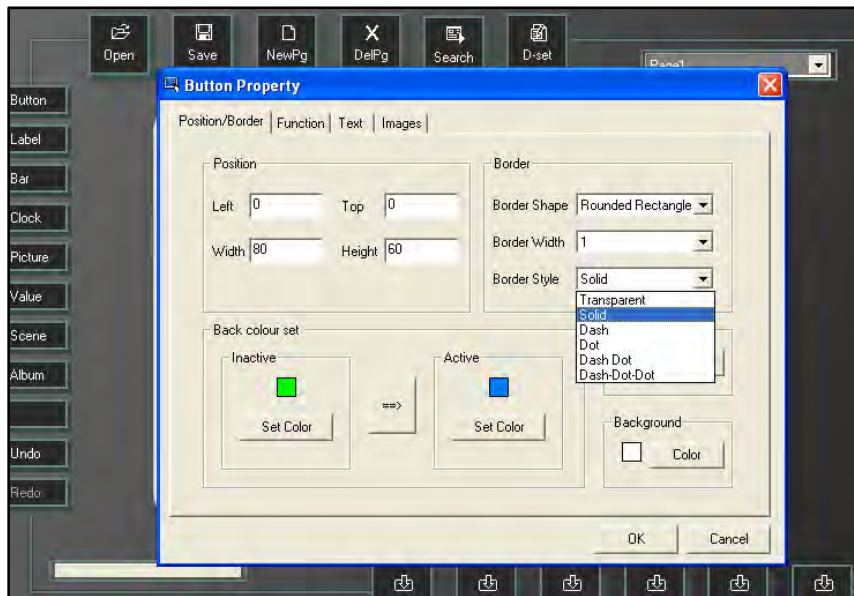 Open Save NewPg DelPg Search D-set
Page1
Button Property
Button
Label
Bar
Clock
Picture
Value
Scene
Album
Undo
Redo
Position/Border Function Text Images
Position
Left 0 Top 0
Width 80 Height 60
Border
Border Shape Rounded Rectangle
Border Width 1
Border Style Solid
Transparent
Solid
Dash
Dot
Dash Dot
Dash-Dot-Dot
Back colour set
Inactive
Set Color
==>
Active
Set Color
Background
Color
OK Cancel